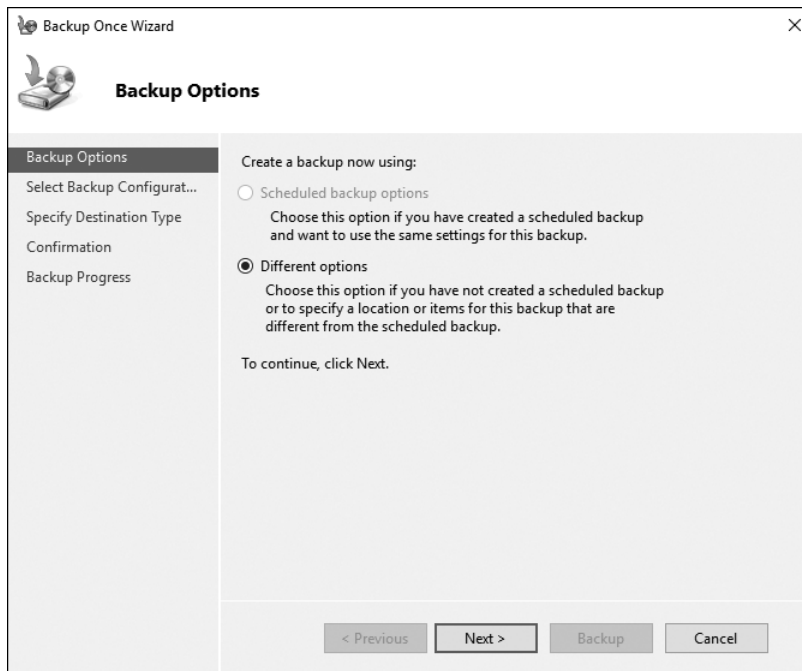 Backup Once Wizard
Backup Options
Backup Options
Select Backup Configurat...
Specify Destination Type
Confirmation
Backup Progress
Create a backup now using:
Scheduled backup options
Choose this option if you have created a scheduled backup
and want to use the same settings for this backup.
Different options
Choose this option if you have not created a scheduled backup
or to specify a location or items for this backup that are
different from the scheduled backup.
To continue, click Next.
< Previous
Next >
Backup
Cancel